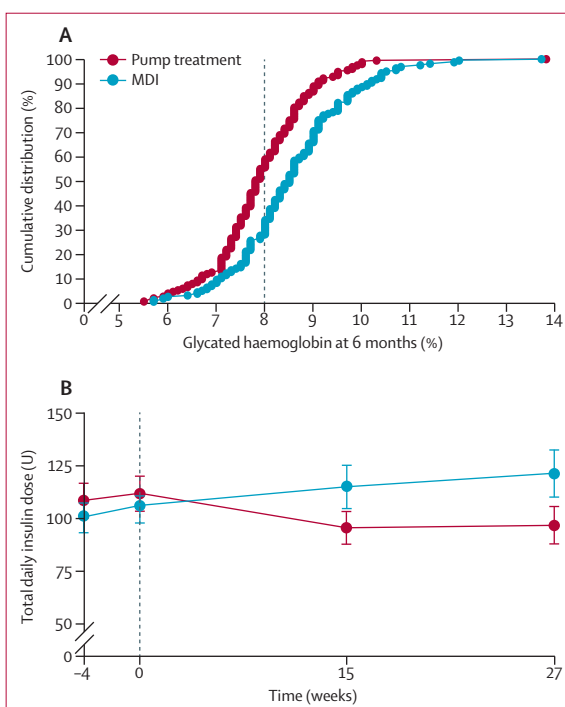 A
Pump treatment
MDI
Cumulative distribution (%)
100
90
80
70
60
50
40
30
20
10
0
0 5 6 7 8 9 10 11 12 13 14
Glycated haemoglobin at 6 months (%)
B
Total daily insulin dose (U)
150
125
100
75
50
0
–4 0 15 27
Time (weeks)